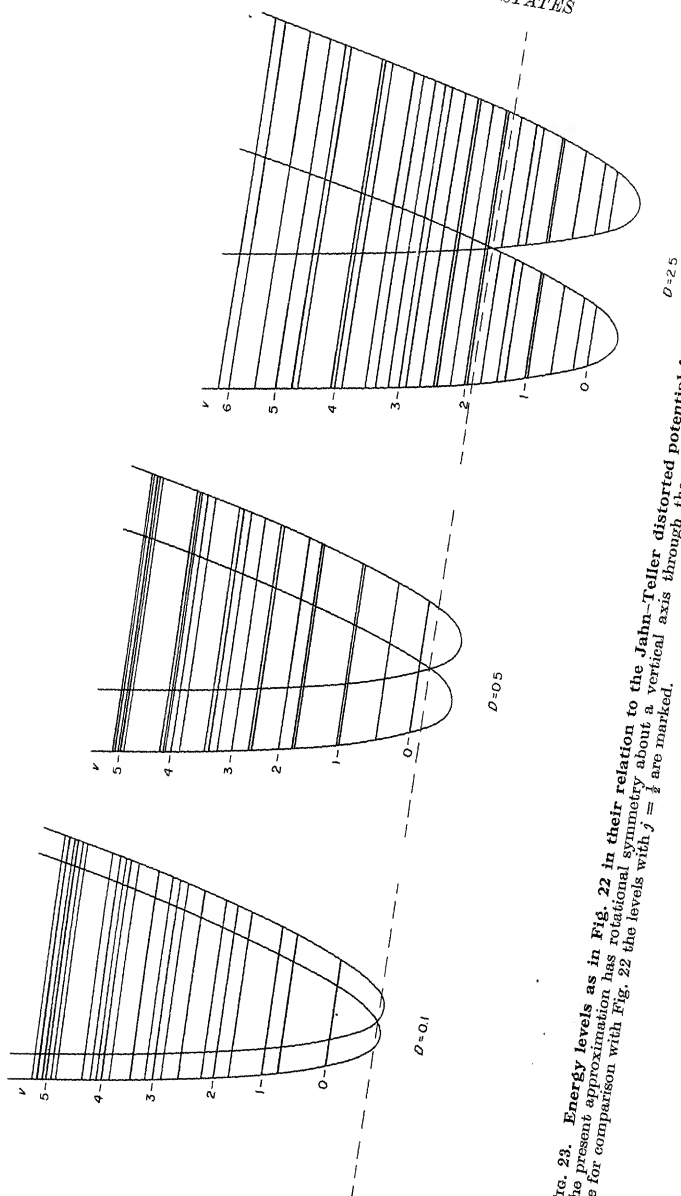 STATES
v
6
5
4
3
2
1
0
D=2·5
v
5
4
3
2
1
0
D=0·5
v
5
4
3
2
1
0
D=0·1
23. Energy levels as in Fig. 22 in their relation to the Jahn–Teller distorted potential
present approximation has rotational symmetry about a vertical axis through the
for comparison with Fig. 22 the levels with j = ½ are marked.